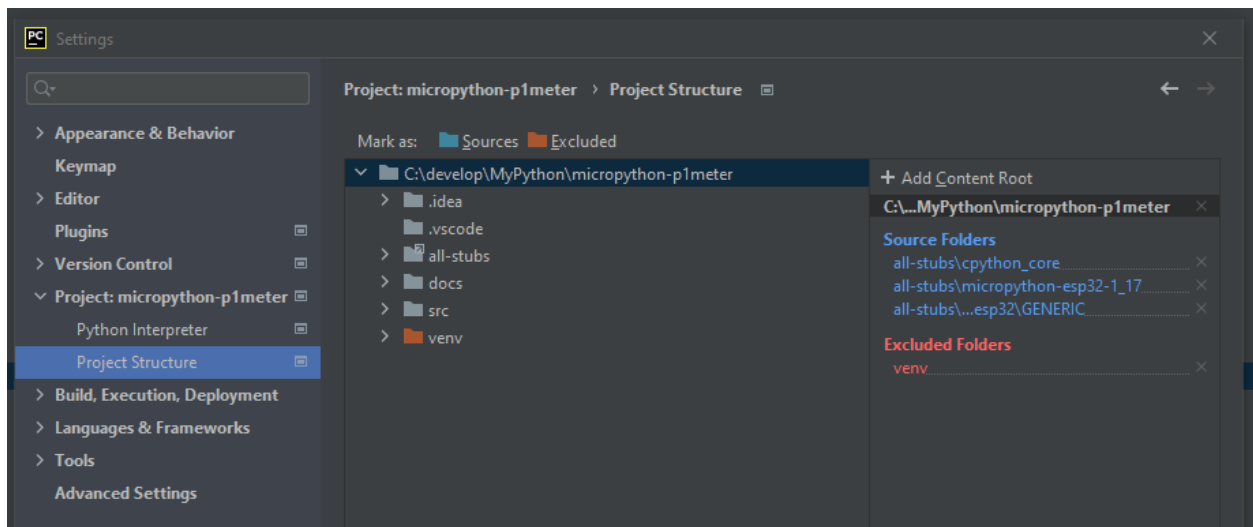 PC Settings
Project: micropython-p1meter › Project Structure
Appearance & Behavior
Keymap
Editor
Plugins
Version Control
Project: micropython-p1meter
Python Interpreter
Project Structure
Build, Execution, Deployment
Languages & Frameworks
Tools
Advanced Settings
Mark as: Sources Excluded
C:\develop\MyPython\micropython-p1meter
.idea
.vscode
all-stubs
docs
src
venv
+ Add Content Root
C:\...MyPython\micropython-p1meter
Source Folders
all-stubs\cpython_core
all-stubs\micropython-esp32-1_17
all-stubs\...esp32\GENERIC
Excluded Folders
venv